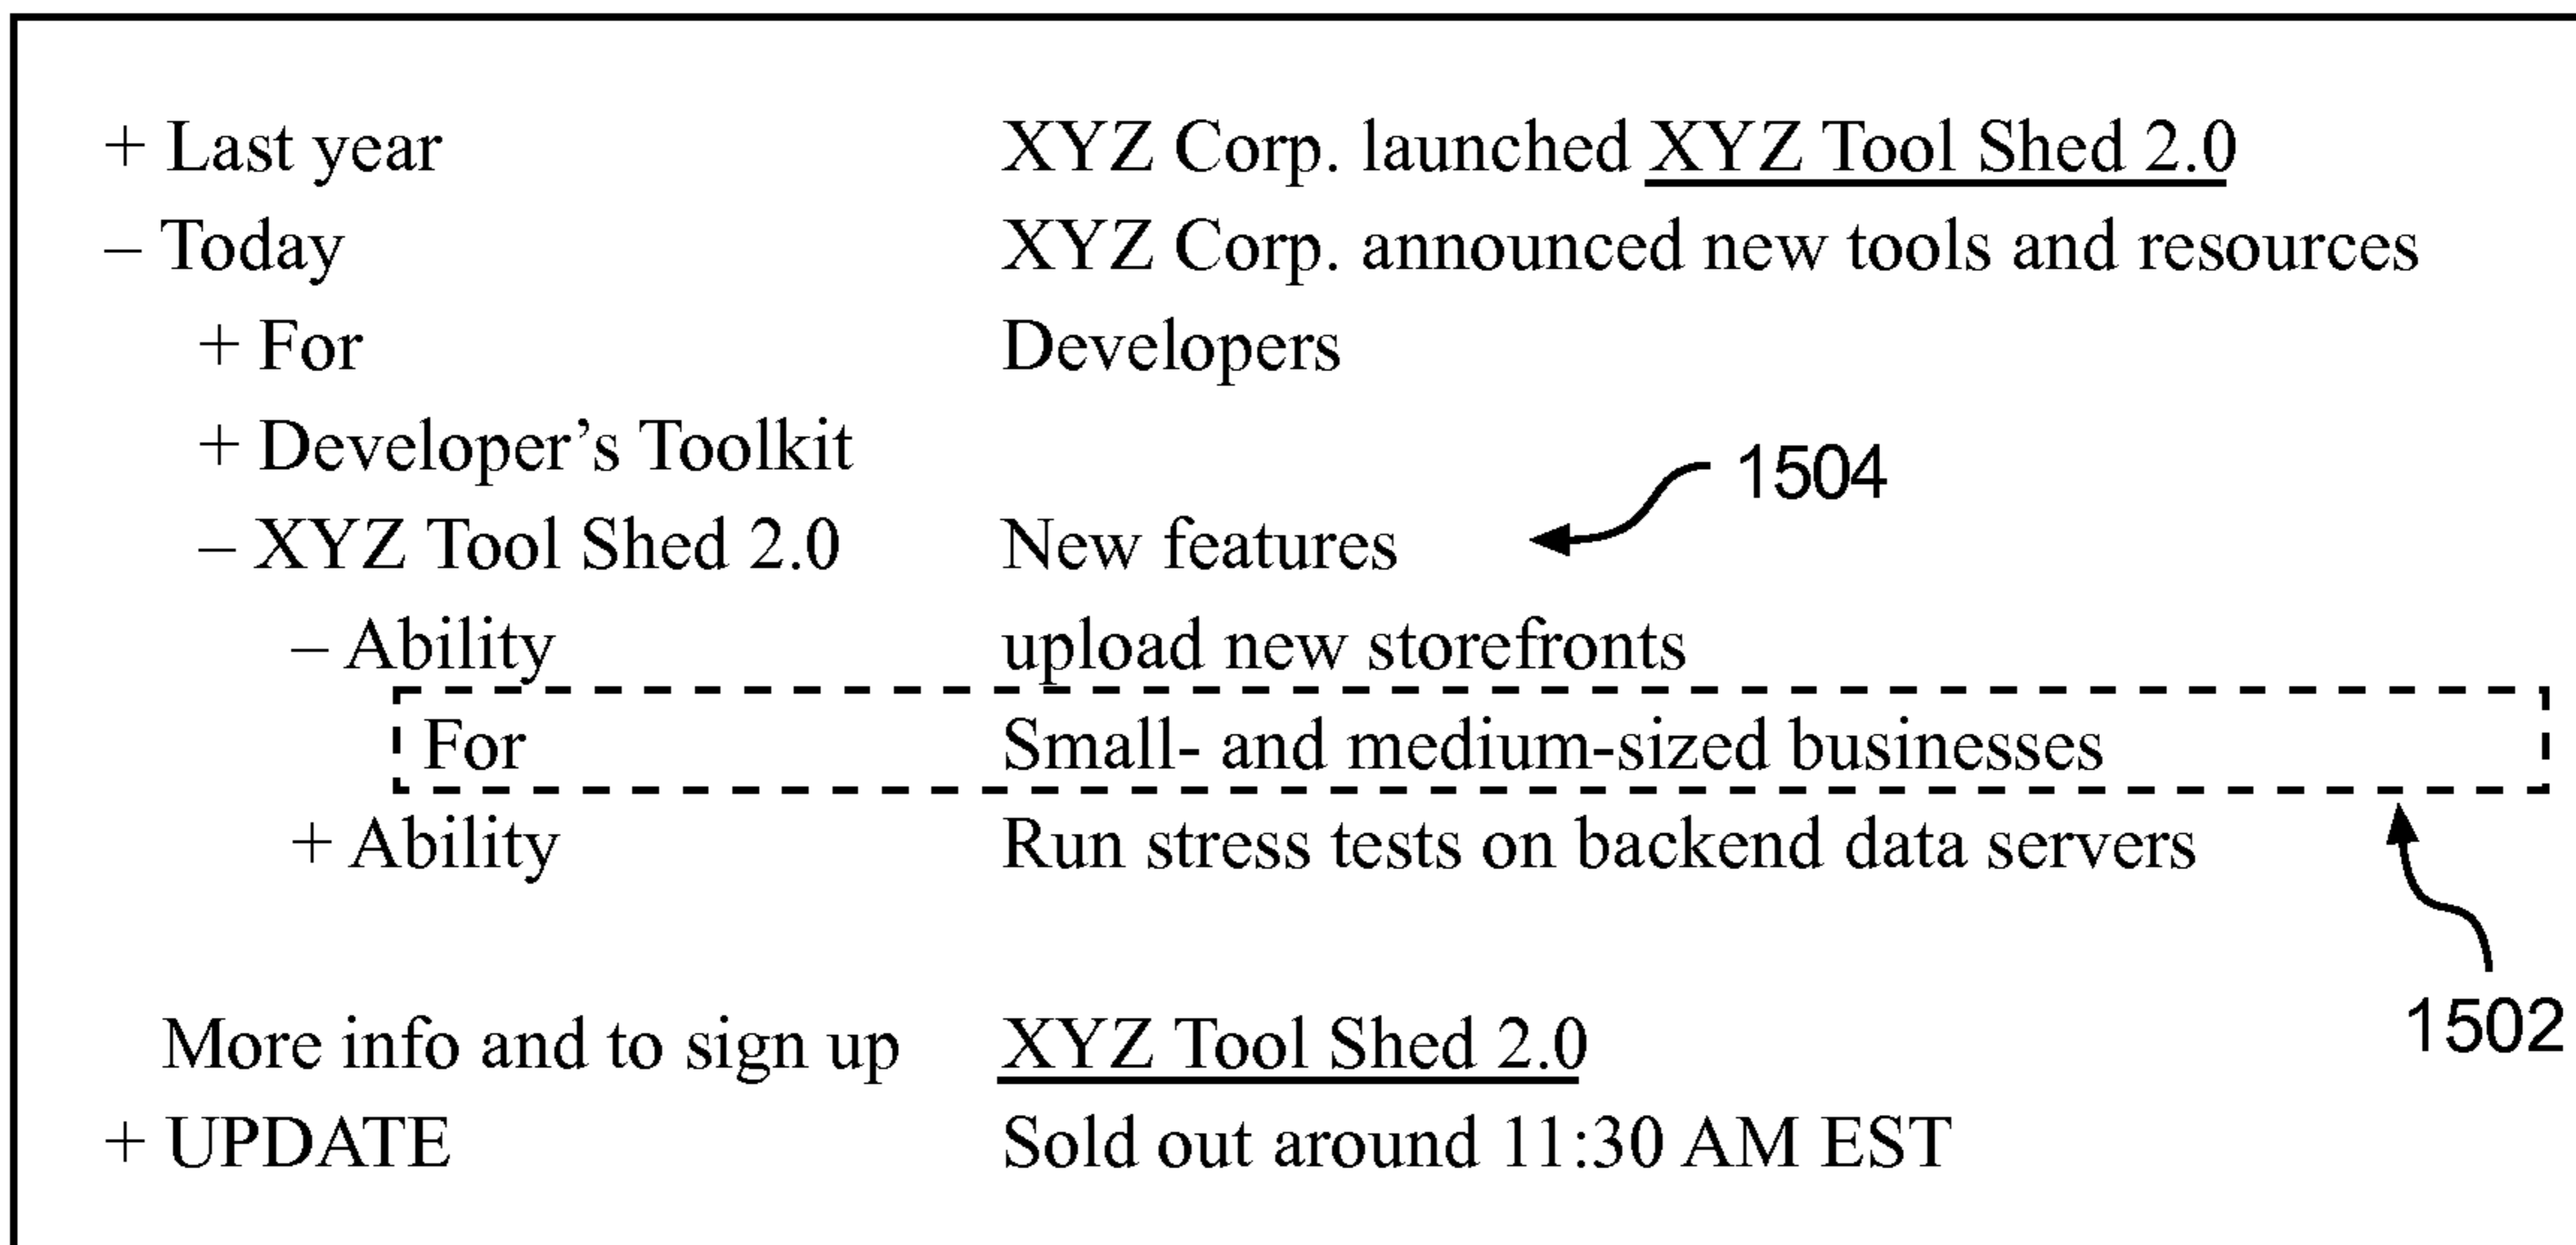 + Last year XYZ Corp. launched XYZ Tool Shed 2.0
– Today XYZ Corp. announced new tools and resources
+ For Developers
+ Developer’s Toolkit
1504
– XYZ Tool Shed 2.0 New features
– Ability upload new storefronts
For Small- and medium-sized businesses
+ Ability Run stress tests on backend data servers
1502
More info and to sign up XYZ Tool Shed 2.0
+ UPDATE Sold out around 11:30 AM EST